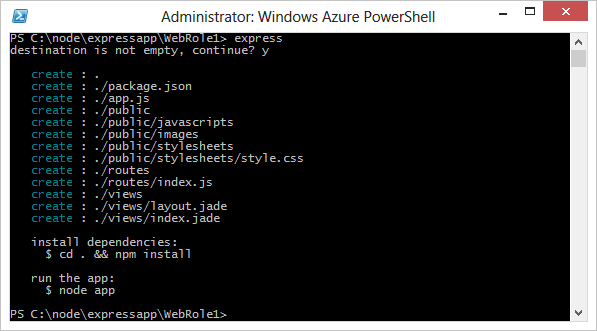 Administrator: Windows Azure PowerShell
PS C:\node\expressapp\WebRole1> express
destination is not empty, continue? y
create : .
create : ./package.json
create : ./app.js
create : ./public
create : ./public/javascripts
create : ./public/images
create : ./public/stylesheets
create : ./public/stylesheets/style.css
create : ./routes
create : ./routes/index.js
create : ./views
create : ./views/layout.jade
create : ./views/index.jade
install dependencies:
$ cd . && npm install
run the app:
$ node app
PS C:\node\expressapp\WebRole1>